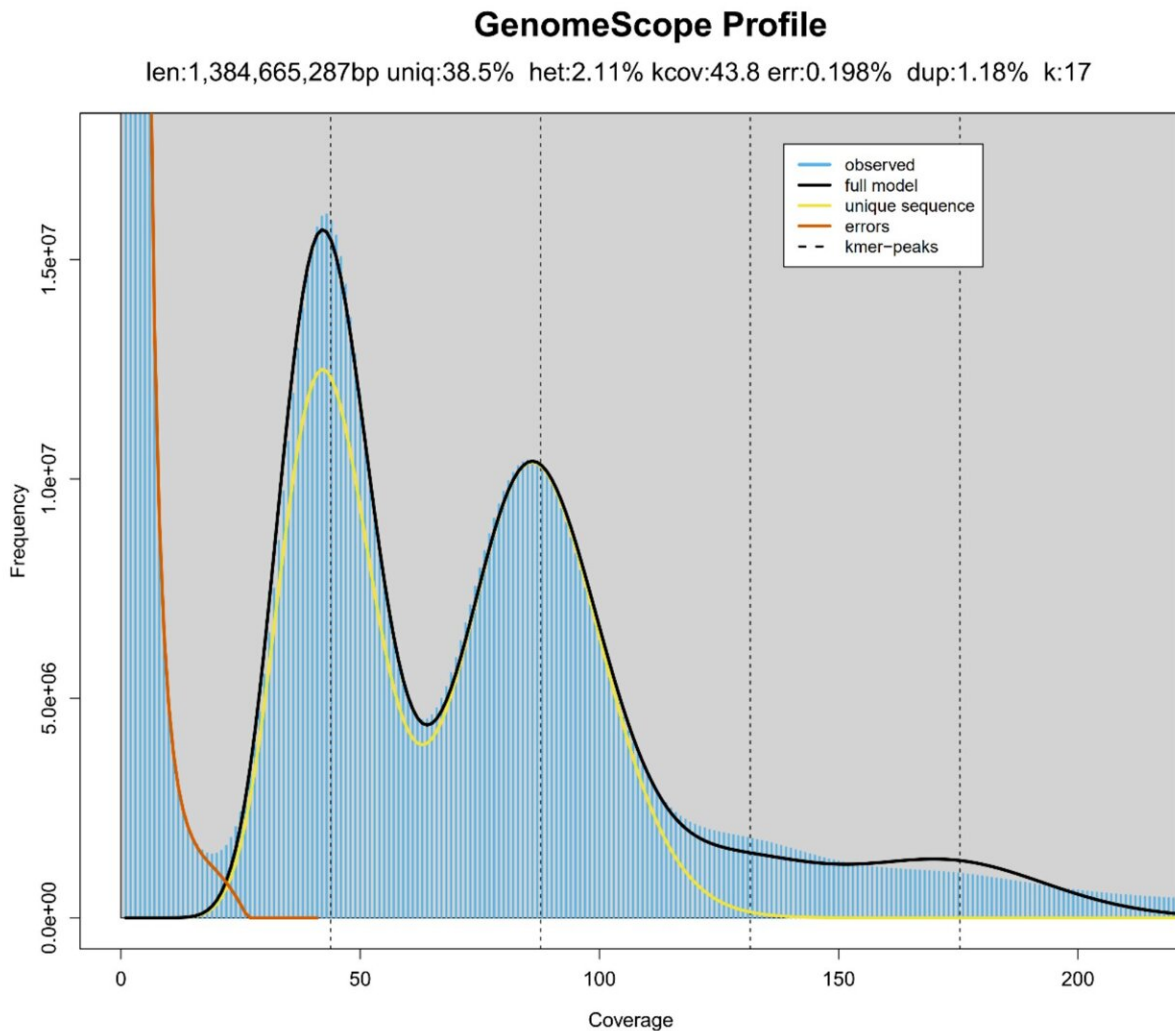 GenomeScope Profile
len:1,384,665,287bp uniq:38.5% het:2.11% kcov:43.8 err:0.198% dup:1.18% k:17
observed
full model
unique sequence
errors
kmer−peaks
Frequency
1.5e+07
1.0e+07
5.0e+06
0.0e+00
0
50
100
150
200
Coverage